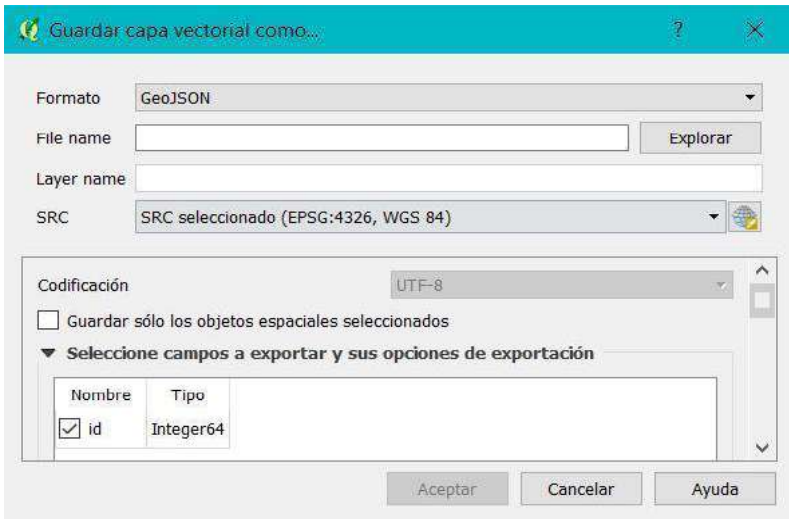 Guardar capa vectorial como...
?
Formato GeoJSON
File name Explorar
Layer name
SRC SRC seleccionado (EPSG:4326, WGS 84)
Codificación UTF-8
Guardar sólo los objetos espaciales seleccionados
Seleccione campos a exportar y sus opciones de exportación
Nombre Tipo
id Integer64
Aceptar Cancelar Ayuda